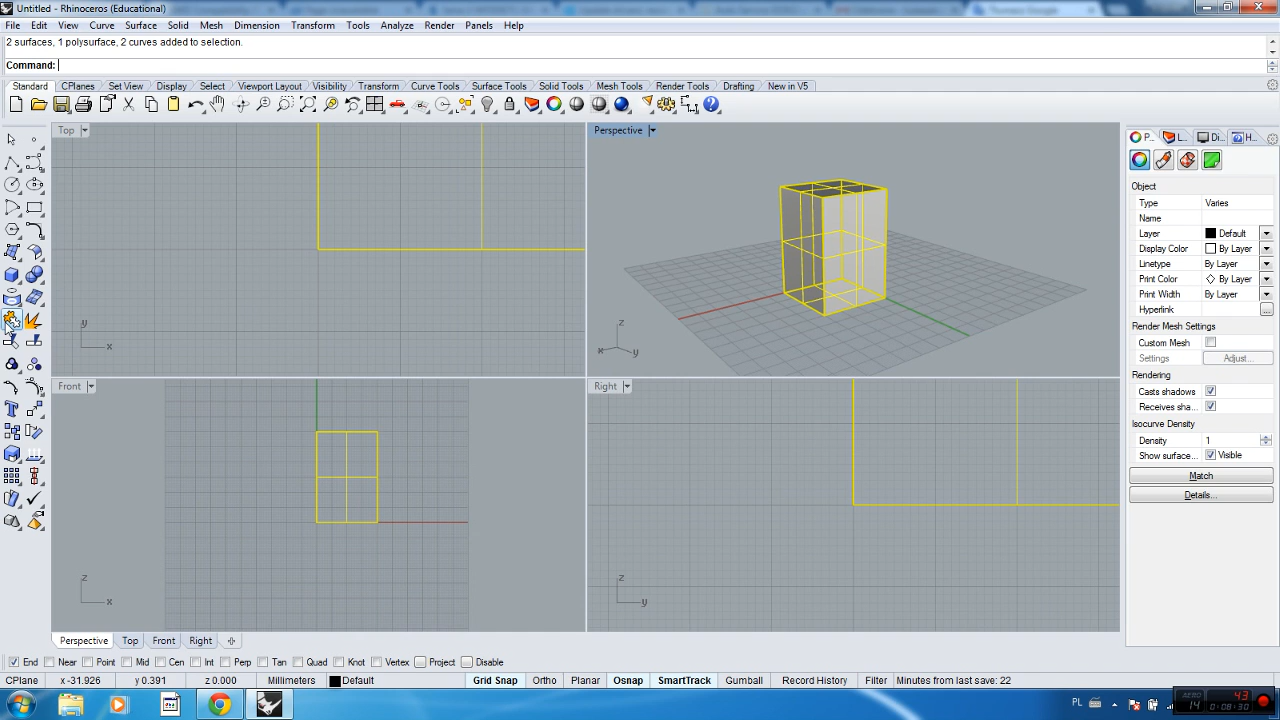 Untitled - Rhinoceros (Educational)
File Edit View Curve Surface Solid Mesh Dimension Transform Tools Analyze Render Panels Help
2 surfaces, 1 polysurface, 2 curves added to selection.
Command:
Standard CPlanes Set View Display Select Viewport Layout Visibility Transform Curve Tools Surface Tools Solid Tools Mesh Tools Render Tools Drafting New in V5
Top
Perspective
P... L... Di... H...
Object
Type Varies
Name
Layer Default
Display Color By Layer
Linetype By Layer
Print Color By Layer
Print Width By Layer
Hyperlink ...
Render Mesh Settings
Custom Mesh
Settings Adjust...
Rendering
Casts shadows
Receives sha...
Isocurve Density
Density 1
Show surface... Visible
Match
Details...
y
x
z
x
y
Front
Right
z
x
z
y
Perspective Top Front Right
End Near Point Mid Cen Int Perp Tan Quad Knot Vertex Project Disable
CPlane x -31.926 y 0.391 z 0.000 Millimeters Default Grid Snap Ortho Planar Osnap SmartTrack Gumball Record History Filter Minutes from last save: 22
PL
AERO
14
43
0:08:30